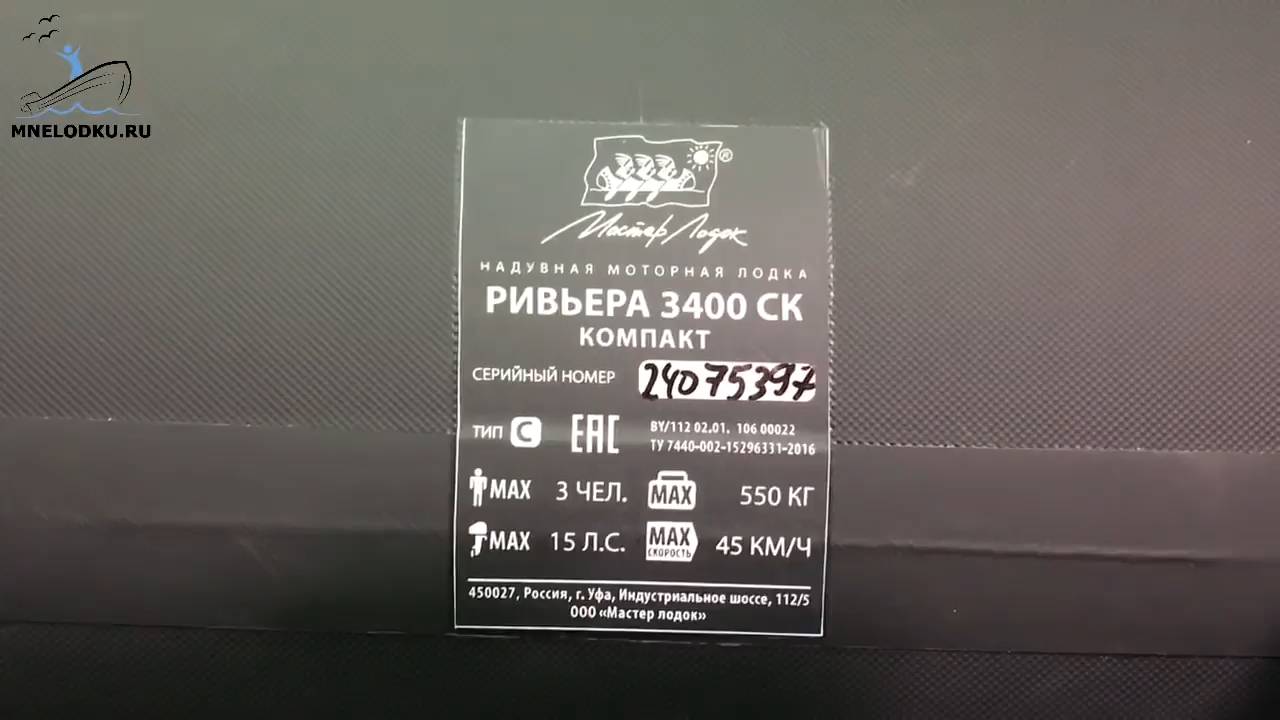 MNELODKU.RU
®
Мастер Лодок
НАДУВНАЯ МОТОРНАЯ ЛОДКА
РИВЬЕРА 3400 СК
КОМПАКТ
СЕРИЙНЫЙ НОМЕР 24075397
ТИП С ЕАС BY/112 02.01. 106 00022
ТУ 7440-002-15296331-2016
MAX 3 ЧЕЛ. MAX 550 КГ
MAX 15 Л.С. MAX СКОРОСТЬ 45 КМ/Ч
450027, Россия, г. Уфа, Индустриальное шоссе, 112/5
ООО «Мастер лодок»